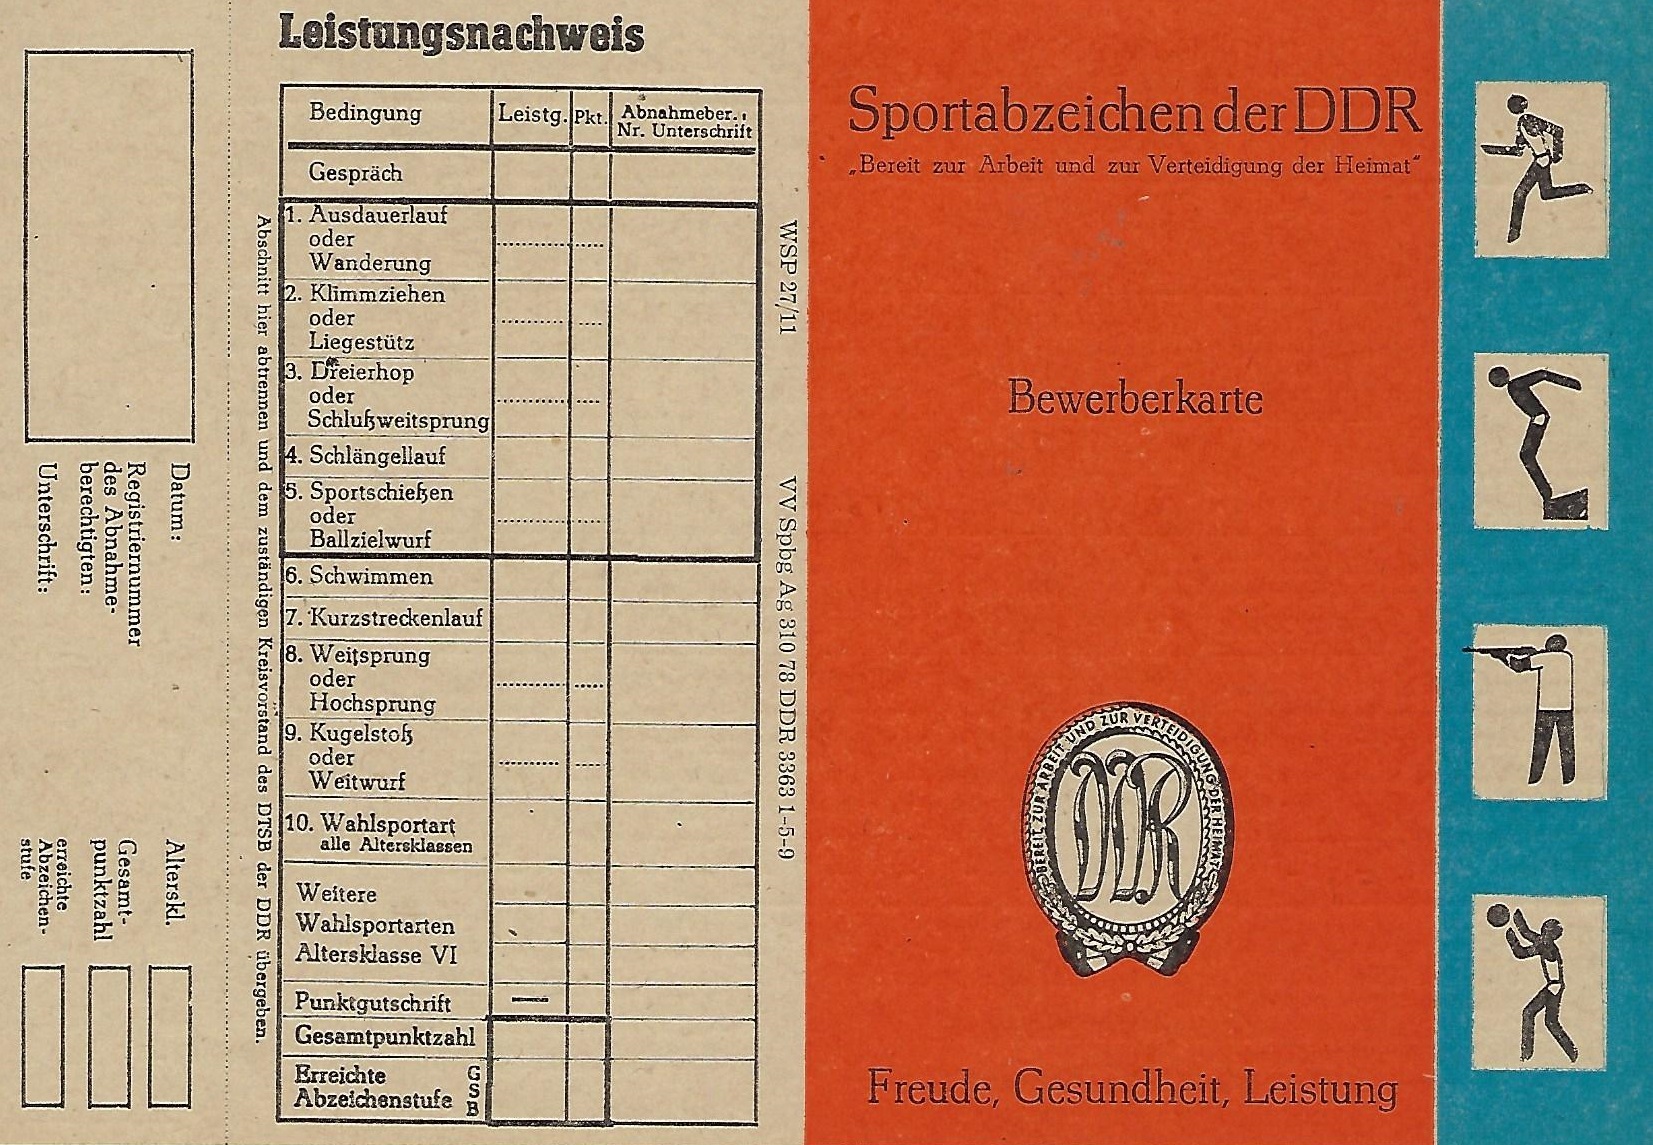 Leistungsnachweis
Bedingung Leistg. Pkt. Abnahmeber.,
Nr. Unterschrift
Gespräch
1. Ausdauerlauf
oder
Wanderung
2. Klimmziehen
oder
Liegestütz
3. Dreierhop
oder
Schlußweitsprung
4. Schlängellauf
5. Sportschießen
oder
Ballzielwurf
6. Schwimmen
7. Kurzstreckenlauf
8. Weitsprung
oder
Hochsprung
9. Kugelstoß
oder
Weitwurf
10. Wahlsportart
alle Altersklassen
Weitere
Wahlsportarten
Altersklasse VI
Punktgutschrift —
Gesamtpunktzahl
Erreichte G
Abzeichenstufe S
B
Datum:
Registriernummer
des Abnahme-
berechtigten:
Unterschrift:
Alterskl.
Gesamt-
punktzahl
erreichte
Abzeichen-
stufe
Abschnitt hier abtrennen und dem zuständigen Kreisvorstand des DTSB der DDR übergeben.
WSP 27/11 VV Spbg Ag 310 78 DDR 3363 1-5-9
Sportabzeichen der DDR
„Bereit zur Arbeit und zur Verteidigung der Heimat“
Bewerberkarte
BEREIT ZUR ARBEIT UND ZUR VERTEIDIGUNG DER HEIMAT
DDR
Freude, Gesundheit, Leistung